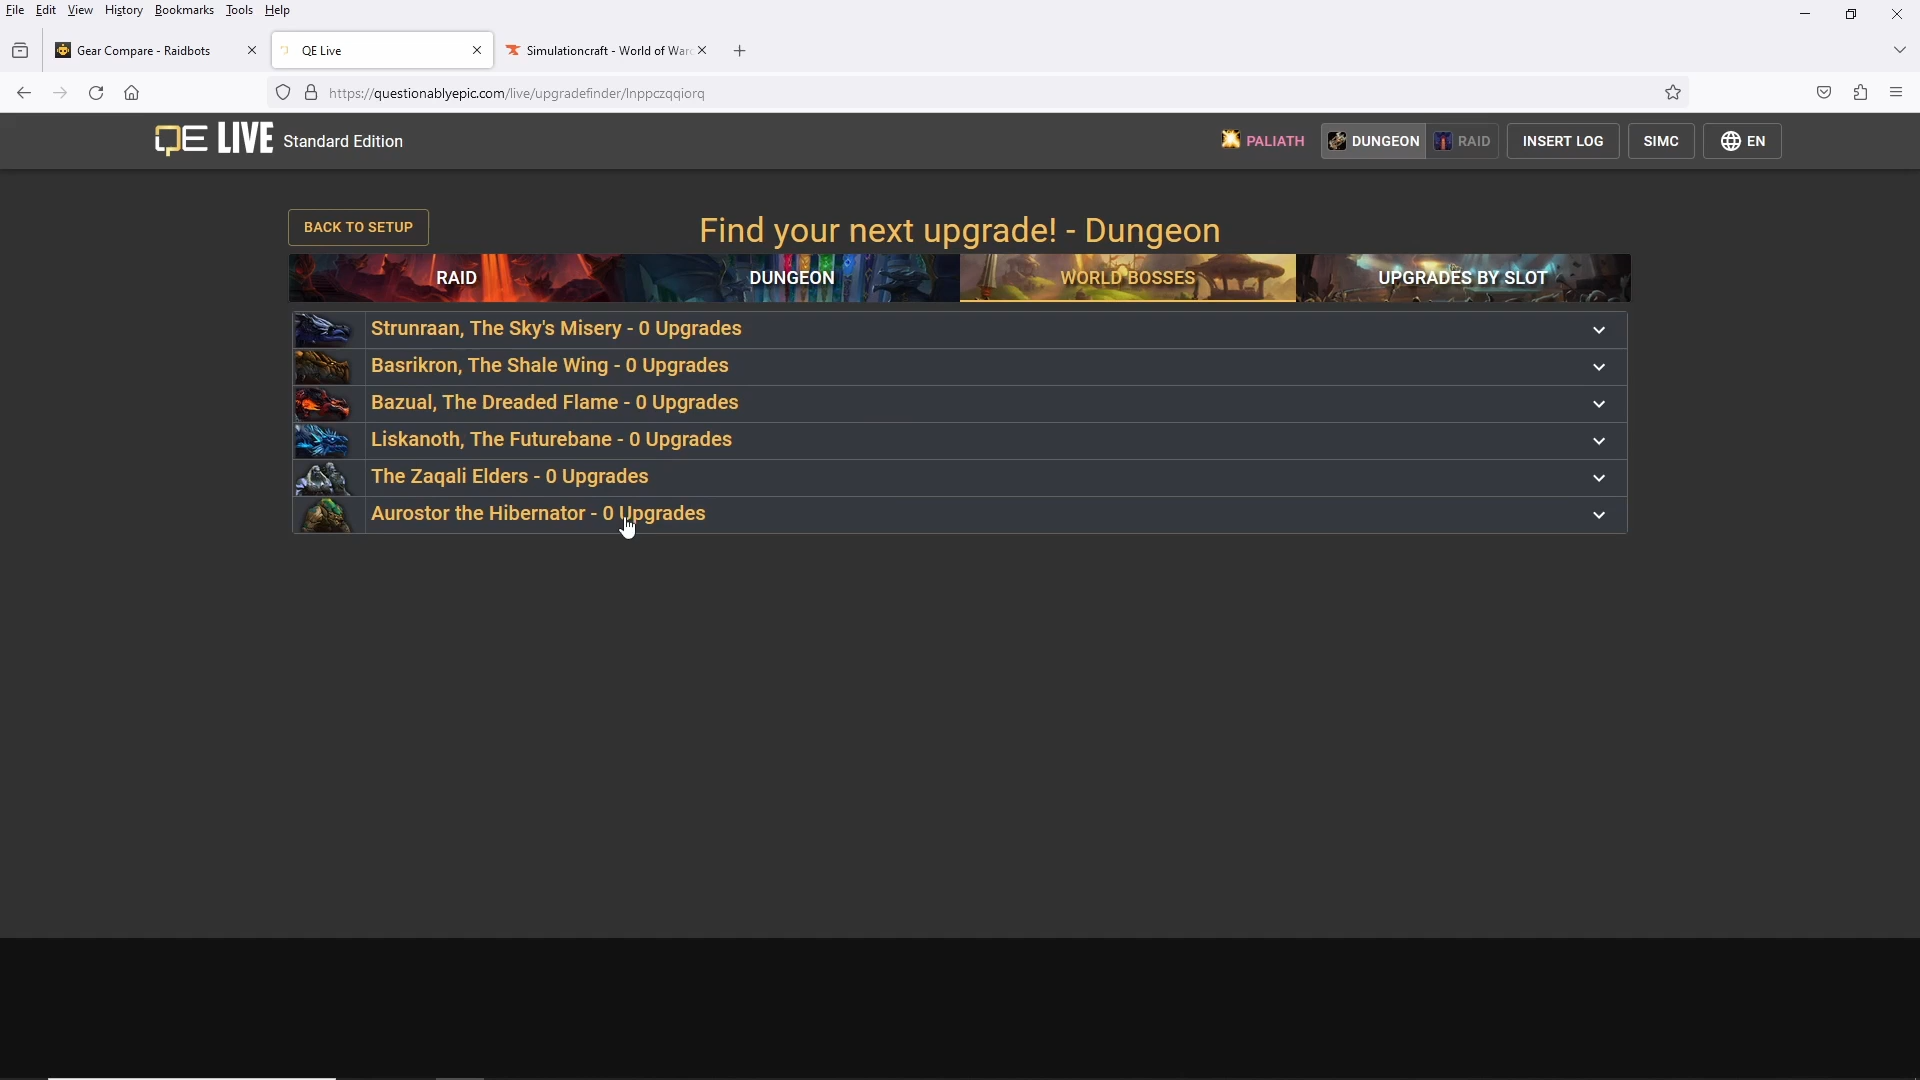 File Edit View History Bookmarks Tools Help
Gear Compare - Raidbots
QE Live
Simulationcraft - World of Warc
https://questionablyepic.com/live/upgradefinder/lnppczqqiorq
QE LIVE Standard Edition
PALIATH
DUNGEON
RAID
INSERT LOG
SIMC
EN
BACK TO SETUP
Find your next upgrade! - Dungeon
RAID
DUNGEON
WORLD BOSSES
UPGRADES BY SLOT
Strunraan, The Sky's Misery - 0 Upgrades
Basrikron, The Shale Wing - 0 Upgrades
Bazual, The Dreaded Flame - 0 Upgrades
Liskanoth, The Futurebane - 0 Upgrades
The Zaqali Elders - 0 Upgrades
Aurostor the Hibernator - 0 Upgrades